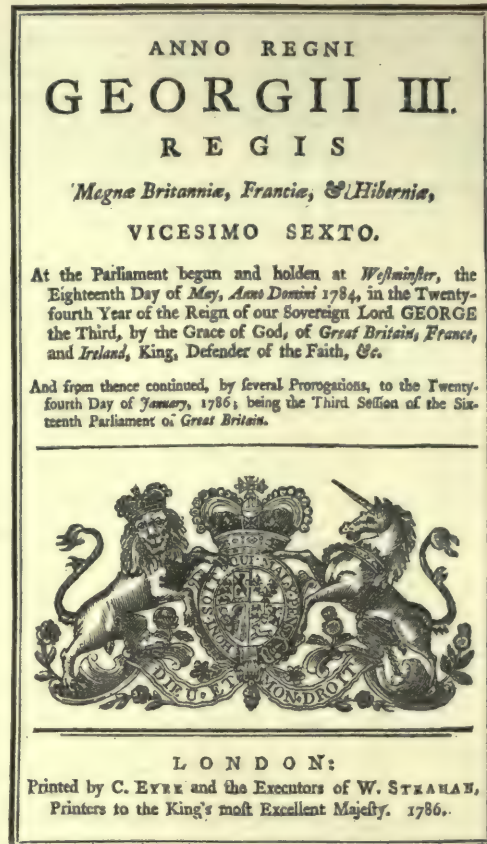 ANNO REGNI
GEORGII III.
REGIS
Magnæ Britanniæ, Franciæ, & Hiberniæ,
VICESIMO SEXTO.
At the Parliament begun and holden at Weſtminſter, the
Eighteenth Day of May, Anno Domini 1784, in the Twenty-
fourth Year of the Reign of our Sovereign Lord GEORGE
the Third, by the Grace of God, of Great Britain, France,
and Ireland, King, Defender of the Faith, &c.
And from thence continued, by ſeveral Prorogations, to the Twenty-
fourth Day of January, 1786; being the Third Seſſion of the Six-
teenth Parliament of Great Britain.
SOIT QUI MAL Y PENSE
HONI
DIEU·ET MON·DROIT
LONDON:
Printed by C. EYRE and the Executors of W. STRAHAN,
Printers to the King's moſt Excellent Majeſty. 1786.